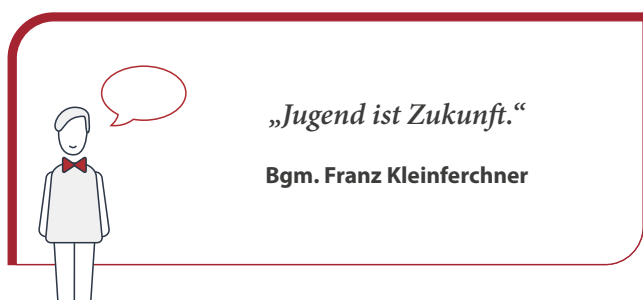 „Jugend ist Zukunft.“
Bgm. Franz Kleinferchner